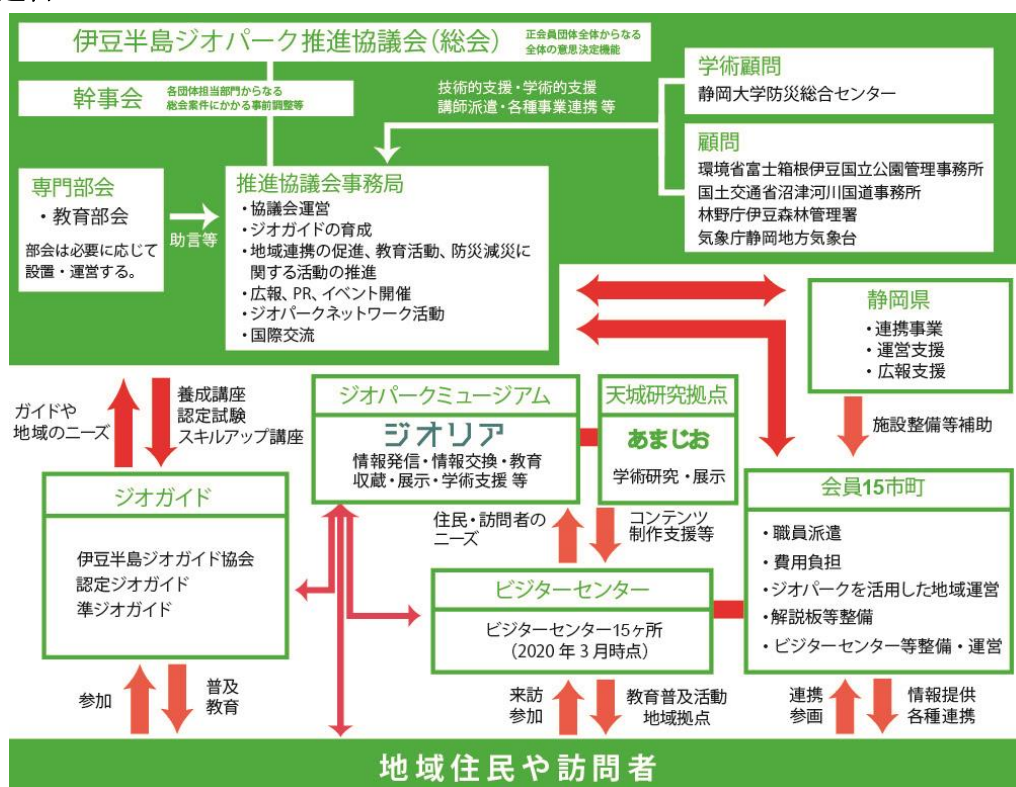 伊豆半島ジオパーク推進協議会(総会)
正会員団体全体からなる
全体の意思決定機能
幹事会
各団体担当部門からなる
総会案件にかかる事前調整等
技術的支援・学術的支援
講師派遣・各種事業連携 等
学術顧問
静岡大学防災総合センター
顧問
環境省富士箱根伊豆国立公園管理事務所
国土交通省沼津河川国道事務所
林野庁伊豆森林管理署
気象庁静岡地方気象台
専門部会
・教育部会
部会は必要に応じて
設置・運営する。
助言等
推進協議会事務局
・協議会運営
・ジオガイドの育成
・地域連携の促進、教育活動、防災減災に
関する活動の推進
・広報、PR、イベント開催
・ジオパークネットワーク活動
・国際交流
静岡県
・連携事業
・運営支援
・広報支援
ガイドや
地域のニーズ
養成講座
認定試験
スキルアップ講座
ジオパークミュージアム
ジオリア
情報発信・情報交換・教育
収蔵・展示・学術支援 等
天城研究拠点
あまじお
学術研究・展示
施設整備等補助
ジオガイド
伊豆半島ジオガイド協会
認定ジオガイド
準ジオガイド
住民・訪問者の
ニーズ
コンテンツ
制作支援等
会員15市町
・職員派遣
・費用負担
・ジオパークを活用した地域運営
・解説板等整備
・ビジターセンター等整備・運営
ビジターセンター
ビジターセンター15ヶ所
(2020年3月時点)
参加
普及
教育
来訪
参加
教育普及活動
地域拠点
連携
参画
情報提供
各種連携
地域住民や訪問者